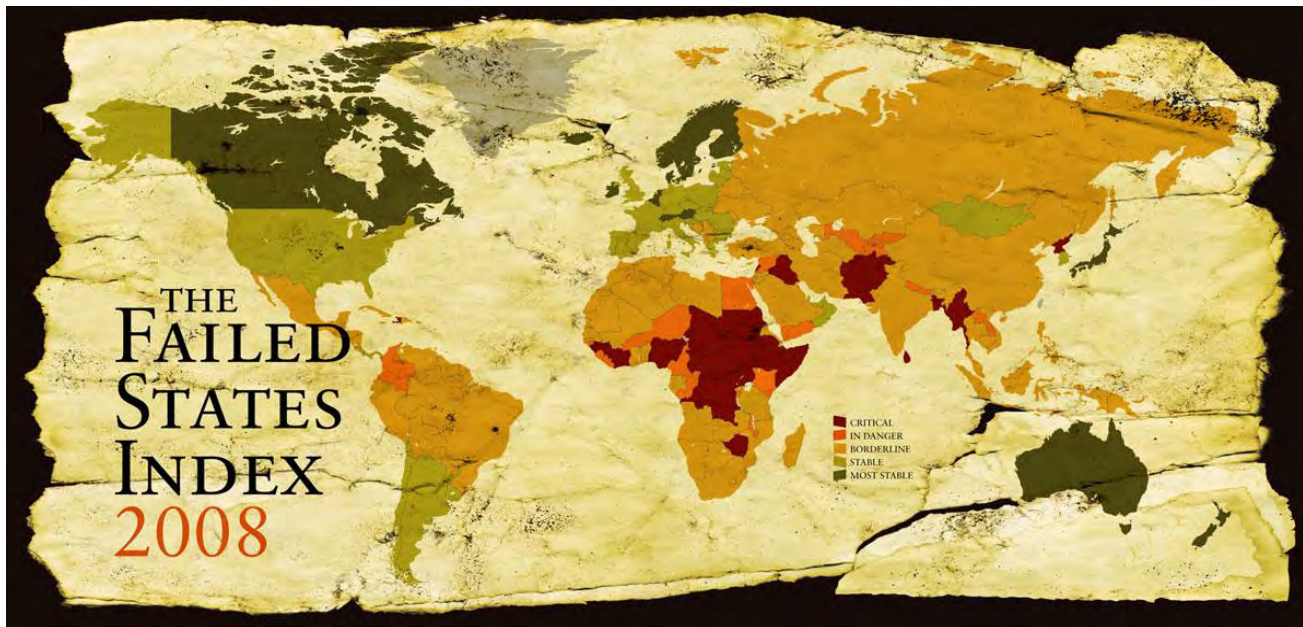 THE
FAILED
STATES
INDEX
2008
CRITICAL
IN DANGER
BORDERLINE
STABLE
MOST STABLE